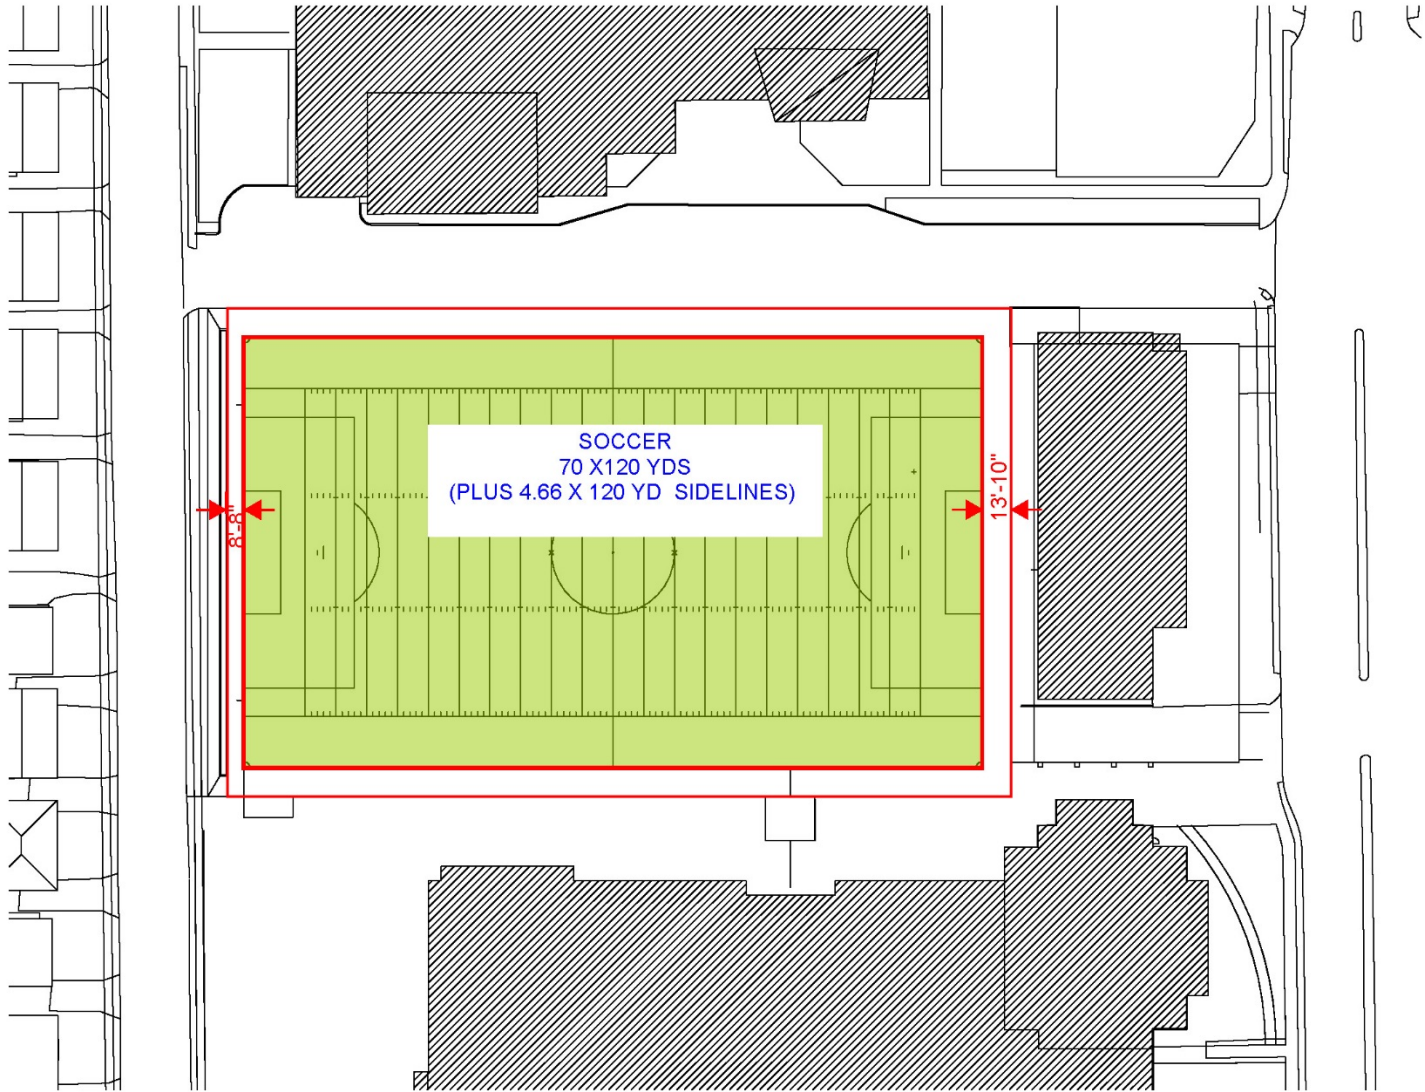 SOCCER
70 X120 YDS
(PLUS 4.66 X 120 YD SIDELINES)
8'-8"
13'-10"